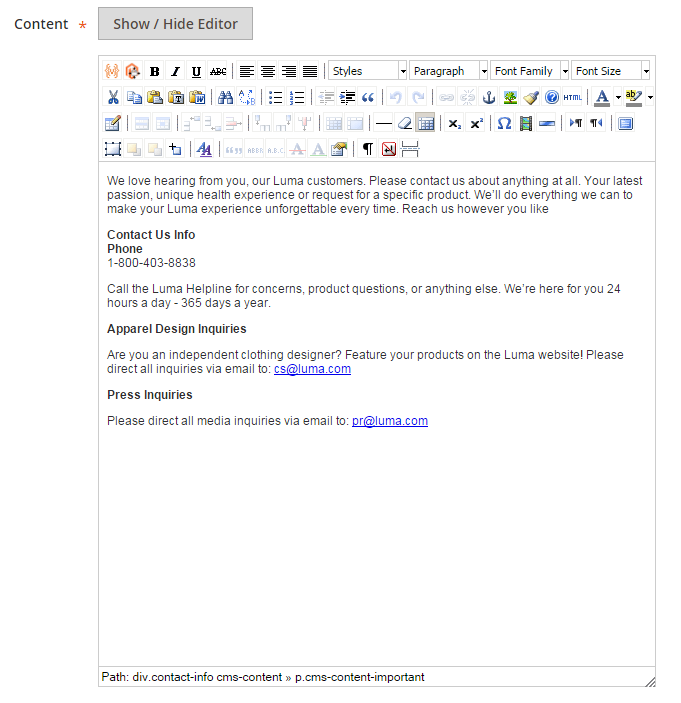 Content *
Show / Hide Editor
B I U ABC Styles Paragraph Font Family Font Size
HTML A ab
x₂ x² Ω ¶ ¶
A ABBR A.B.C. A A ¶
We love hearing from you, our Luma customers. Please contact us about anything at all. Your latest
passion, unique health experience or request for a specific product. We'll do everything we can to
make your Luma experience unforgettable every time. Reach us however you like
Contact Us Info
Phone
1-800-403-8838
Call the Luma Helpline for concerns, product questions, or anything else. We're here for you 24
hours a day - 365 days a year.
Apparel Design Inquiries
Are you an independent clothing designer? Feature your products on the Luma website! Please
direct all inquiries via email to: cs@luma.com
Press Inquiries
Please direct all media inquiries via email to: pr@luma.com
Path: div.contact-info cms-content » p.cms-content-important